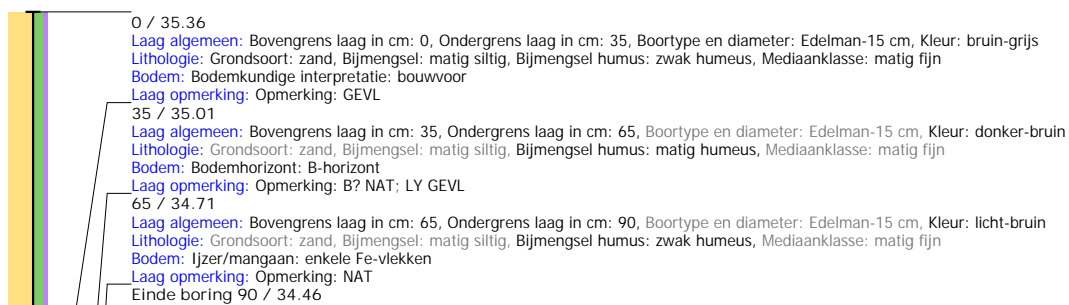 0 / 35.36
Laag algemeen: Bovengrens laag in cm: 0, Ondergrens laag in cm: 35, Boortype en diameter: Edelman-15 cm, Kleur: bruin-grijs
Lithologie: Grondsoort: zand, Bijmengsel: matig siltig, Bijmengsel humus: zwak humeus, Mediaanklasse: matig fijn
Bodem: Bodemkundige interpretatie: bouwvoor
Laag opmerking: Opmerking: GEVL
35 / 35.01
Laag algemeen: Bovengrens laag in cm: 35, Ondergrens laag in cm: 65, Boortype en diameter: Edelman-15 cm, Kleur: donker-bruin
Lithologie: Grondsoort: zand, Bijmengsel: matig siltig, Bijmengsel humus: matig humeus, Mediaanklasse: matig fijn
Bodem: Bodemhorizont: B-horizont
Laag opmerking: Opmerking: B? NAT; LY GEVL
65 / 34.71
Laag algemeen: Bovengrens laag in cm: 65, Ondergrens laag in cm: 90, Boortype en diameter: Edelman-15 cm, Kleur: licht-bruin
Lithologie: Grondsoort: zand, Bijmengsel: matig siltig, Bijmengsel humus: zwak humeus, Mediaanklasse: matig fijn
Bodem: Ijzer/mangaan: enkele Fe-vlekken
Laag opmerking: Opmerking: NAT
Einde boring 90 / 34.46